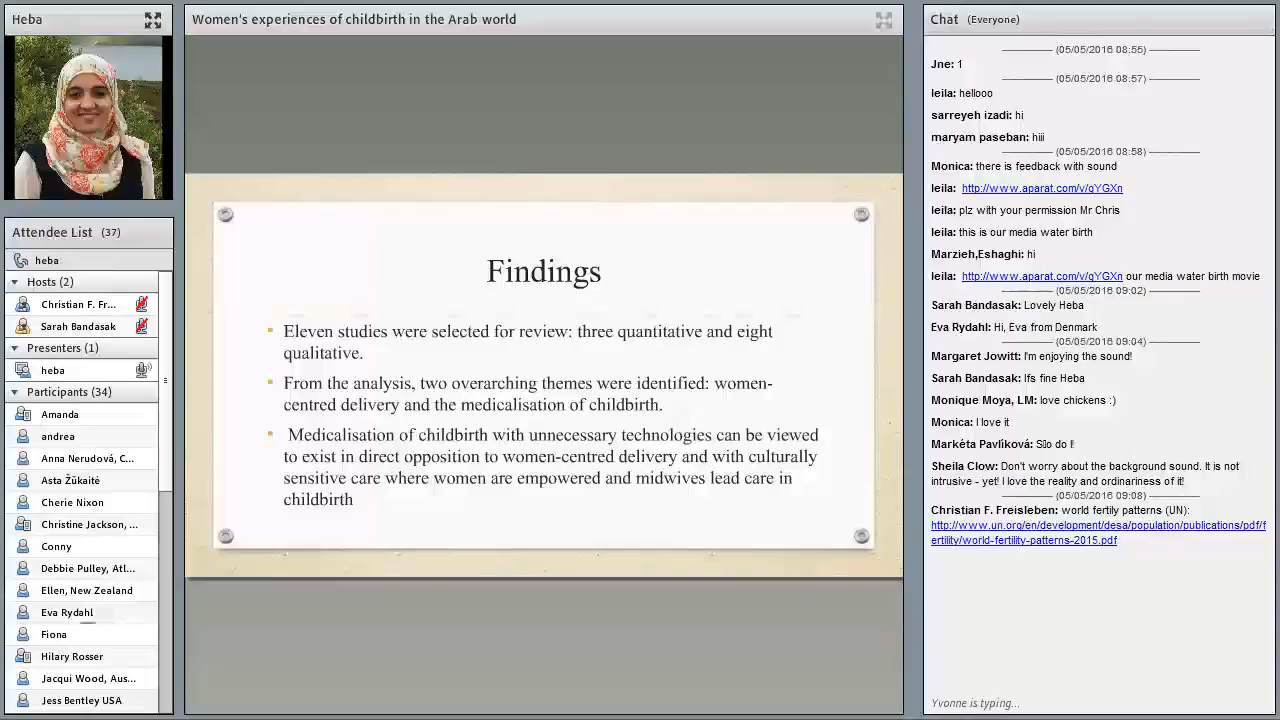 Heba
Attendee List (37)
heba
Hosts (2)
Christian F. Fr...
Sarah Bandasak
Presenters (1)
heba
Participants (34)
Amanda
andrea
Anna Nerudová, C...
Asta Žūkaitė
Cherie Nixon
Christine Jackson, ...
Conny
Debbie Pulley, Atl...
Ellen, New Zealand
Eva Rydahl
Fiona
Hilary Rosser
Jacqui Wood, Aus...
Jess Bentley USA
Women's experiences of childbirth in the Arab world
Findings
Eleven studies were selected for review: three quantitative and eight
qualitative.
From the analysis, two overarching themes were identified: women-
centred delivery and the medicalisation of childbirth.
Medicalisation of childbirth with unnecessary technologies can be viewed
to exist in direct opposition to women-centred delivery and with culturally
sensitive care where women are empowered and midwives lead care in
childbirth
Chat (Everyone)
(05/05/2016 08:55)
Jne: 1
(05/05/2016 08:57)
leila: hellooo
sarreyeh izadi: hi
maryam paseban: hiii
(05/05/2016 08:58)
Monica: there is feedback with sound
leila: http://www.aparat.com/v/qYGXn
leila: plz with your permission Mr Chris
leila: this is our media water birth
Marzieh,Eshaghi: hi
leila: http://www.aparat.com/v/qYGXn our media water birth movie
(05/05/2016 09:02)
Sarah Bandasak: Lovely Heba
Eva Rydahl: Hi, Eva from Denmark
(05/05/2016 09:04)
Margaret Jowitt: I'm enjoying the sound!
Sarah Bandasak: Ifs fine Heba
Monique Moya, LM: love chickens :)
Monica: I love it
Markéta Pavlíková: do I!
Sheila Clow: Don't worry about the background sound. It is not
intrusive - yet! I love the reality and ordinariness of it!
(05/05/2016 09:08)
Christian F. Freisleben: world fertily patterns (UN):
http://www.un.org/en/development/desa/population/publications/pdf/f
ertility/world-fertility-patterns-2015.pdf
Yvonne is typing...